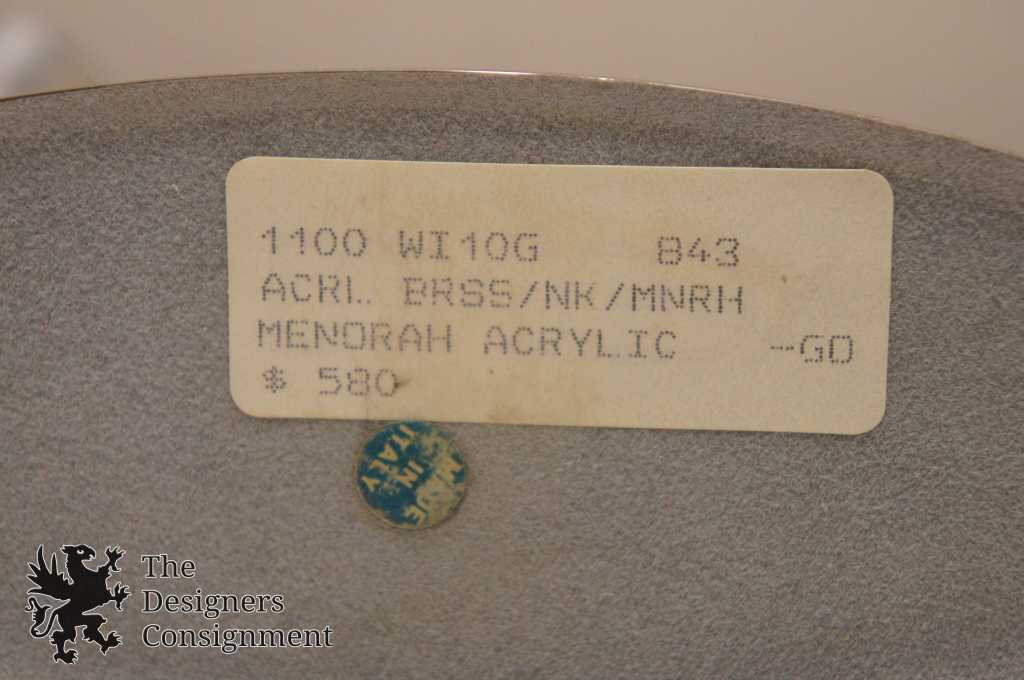 1100 WI10G 843
ACRL BRSS/NK/MNRH
MENORAH ACRYLIC -GO
$ 580
MADE
IN
ITALY
The
Designers
Consignment